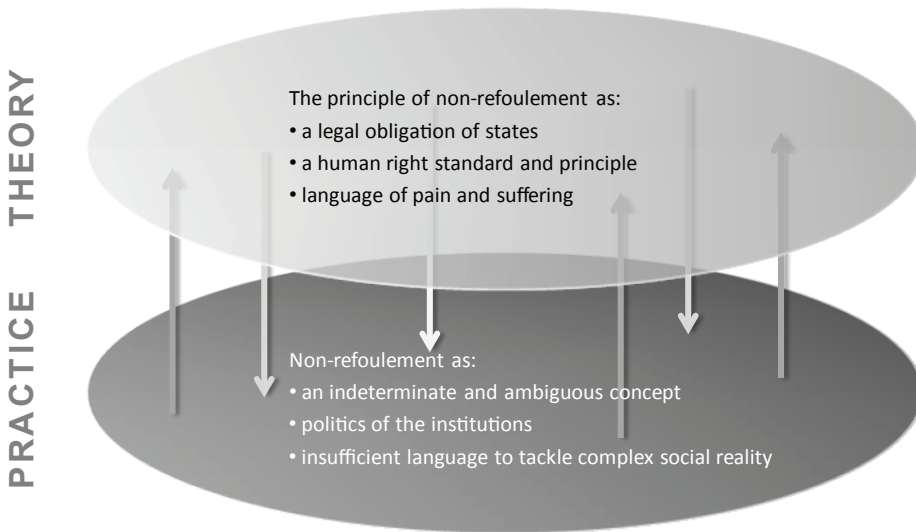 THEORY
The principle of non-refoulement as:
• a legal obligation of states
• a human right standard and principle
• language of pain and suffering
PRACTICE
Non-refoulement as:
• an indeterminate and ambiguous concept
• politics of the institutions
• insufficient language to tackle complex social reality